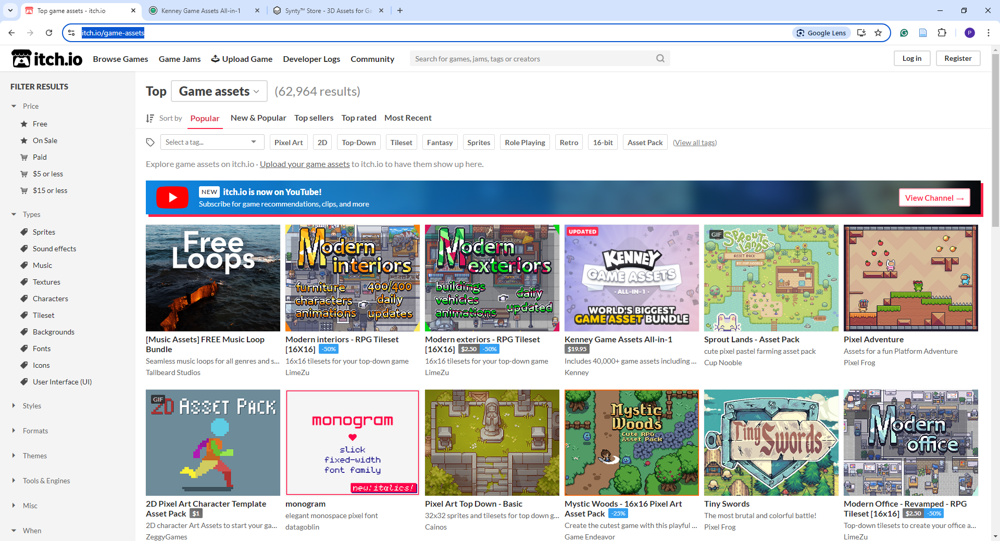 Top game assets - itch.io
Kenney Game Assets All-in-1
Synty™ Store - 3D Assets for Ga
itch.io/game-assets
Google Lens
P
itch.io
Browse Games
Game Jams
Upload Game
Developer Logs
Community
Search for games, jams, tags or creators
Log in
Register
FILTER RESULTS
Price
Free
On Sale
Paid
$5 or less
$15 or less
Types
Sprites
Sound effects
Music
Textures
Characters
Tileset
Backgrounds
Fonts
Icons
User Interface (UI)
Styles
Formats
Themes
Tools & Engines
Misc
When
Top Game assets (62,964 results)
Sort by Popular New & Popular Top sellers Top rated Most Recent
Select a tag... Pixel Art 2D Top-Down Tileset Fantasy Sprites Role Playing Retro 16-bit Asset Pack (View all tags)
Explore game assets on itch.io · Upload your game assets to itch.io to have them show up here.
NEW itch.io is now on YouTube!
Subscribe for game recommendations, clips, and more
View Channel →
Free
Loops
[Music Assets] FREE Music Loop
Bundle
Seamless music loops for all genres and s...
Tallbeard Studios
Modern
interiors
furniture
characters
animations
400/400
daily
updates
Modern interiors - RPG Tileset
[16X16] -50%
16x16 tilesets for your top-down game
LimeZu
Modern
exteriors
Bakery
buildings
vehicles
animations
daily
updated
Modern exteriors - RPG Tileset
[16X16] $2.50 -50%
16x16 tilesets for your top-down game
LimeZu
UPDATED
KENNEY
GAME ASSETS
· ALL-IN-1 ·
WORLD'S BIGGEST
GAME ASSET BUNDLE
Kenney Game Assets All-in-1
$19.95
Includes 40,000+ game assets including ...
Kenney
GIF
Sprout
Lands
ASSET PACK
BY CUP NOOBLE
Sprout Lands - Asset Pack
cute pixel pastel farming asset pack
Cup Nooble
Pixel Adventure
Assets for a fun Platform Adventure
Pixel Frog
GIF
2D ASSET PACK
2D Pixel Art Character Template
Asset Pack $1
2D character Art Assets to start your ga...
ZeggyGames
monogram
slick
fixed-width
font family
new:italics!
monogram
elegant monospace pixel font
datagoblin
Pixel Art Top Down - Basic
32x32 sprites and tilesets for top down g...
Cainos
Mystic
Woods
Cute RPG
Asset Pack
Mystic Woods - 16x16 Pixel Art
Asset Pack -25%
Create the cutest game with this playful ...
Game Endeavor
Tiny Swords
Tiny Swords
The most brutal and colorful battle!
Pixel Frog
Modern
office
Modern Office - Revamped - RPG
Tileset [16x16] $2.50 -50%
Top-down tilesets to create your office a...
LimeZu